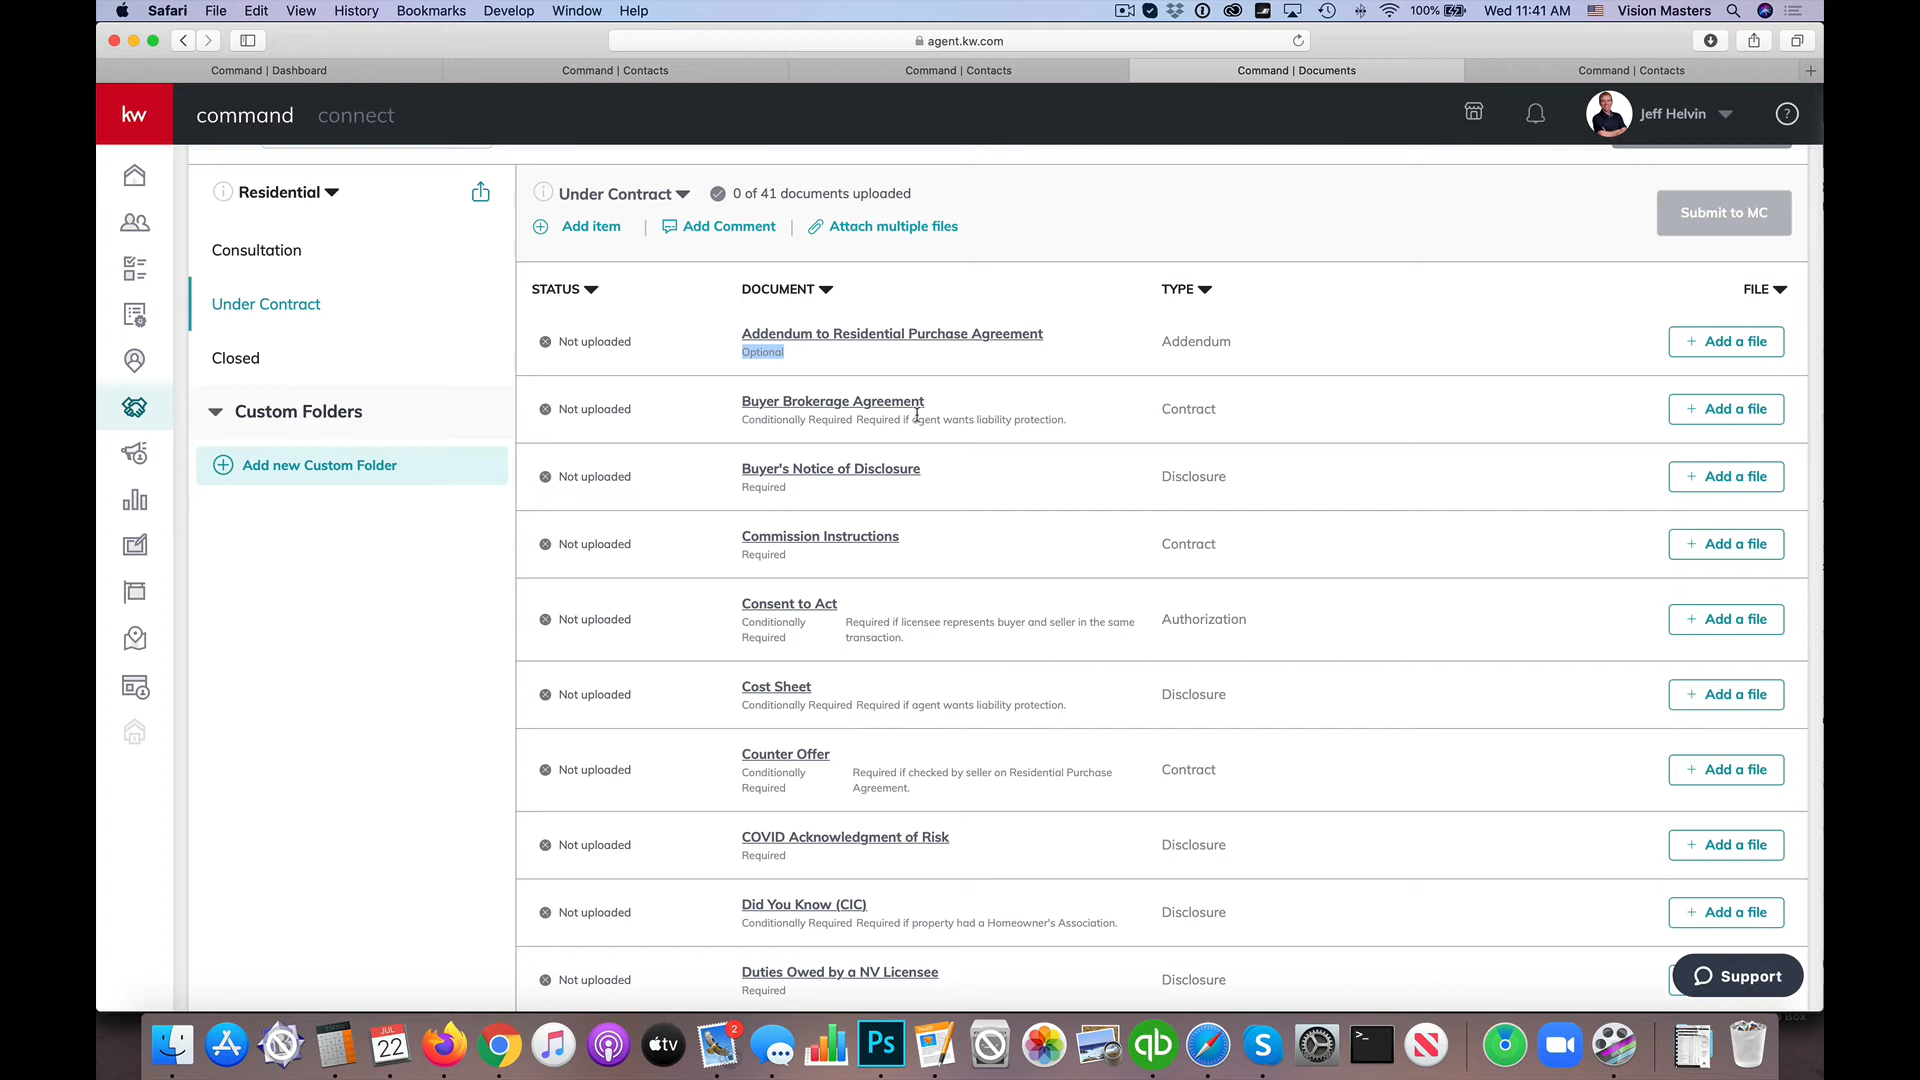 Safari File Edit View History Bookmarks Develop Window Help 100% Wed 11:41 AM Vision Masters
agent.kw.com
Command | Dashboard Command | Contacts Command | Contacts Command | Documents Command | Contacts
kw command connect Jeff Helvin
Residential
Consultation
Under Contract
Closed
Custom Folders
Add new Custom Folder
Under Contract 0 of 41 documents uploaded
Add item | Add Comment | Attach multiple files
Submit to MC
STATUS DOCUMENT TYPE FILE
Not uploaded Addendum to Residential Purchase Agreement Addendum + Add a file
Optional
Not uploaded Buyer Brokerage Agreement Contract + Add a file
Conditionally Required Required if agent wants liability protection.
Not uploaded Buyer's Notice of Disclosure Disclosure + Add a file
Required
Not uploaded Commission Instructions Contract + Add a file
Required
Not uploaded Consent to Act Authorization + Add a file
Conditionally Required if licensee represents buyer and seller in the same
Required transaction.
Not uploaded Cost Sheet Disclosure + Add a file
Conditionally Required Required if agent wants liability protection.
Not uploaded Counter Offer Contract + Add a file
Conditionally Required if checked by seller on Residential Purchase
Required Agreement.
Not uploaded COVID Acknowledgment of Risk Disclosure + Add a file
Required
Not uploaded Did You Know (CIC) Disclosure + Add a file
Conditionally Required Required if property had a Homeowner's Association.
Not uploaded Duties Owed by a NV Licensee Disclosure
Required
Support
JUL
22
tv
2
Ps
qb
S
>_
N
Box